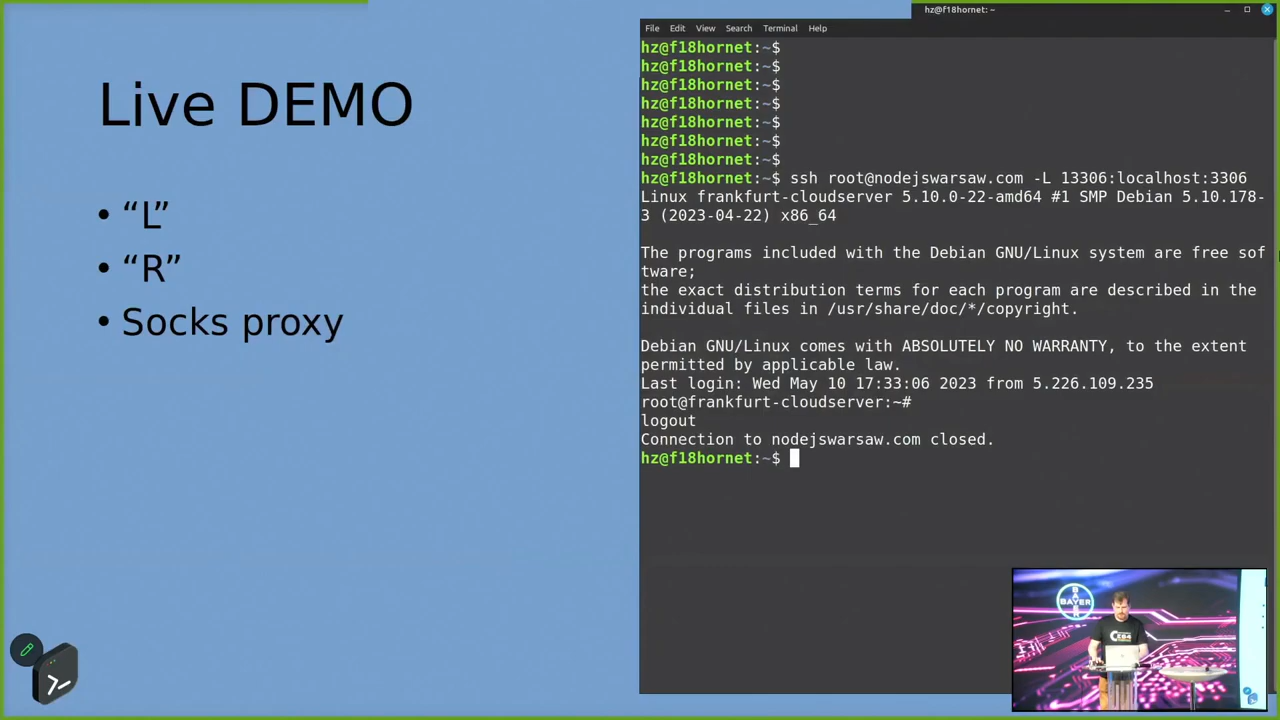 Live DEMO
• “L”
• “R”
• Socks proxy
hz@f18hornet: ~
File Edit View Search Terminal Help
hz@f18hornet:~$
hz@f18hornet:~$
hz@f18hornet:~$
hz@f18hornet:~$
hz@f18hornet:~$
hz@f18hornet:~$
hz@f18hornet:~$
hz@f18hornet:~$ ssh root@nodejswarsaw.com -L 13306:localhost:3306
Linux frankfurt-cloudserver 5.10.0-22-amd64 #1 SMP Debian 5.10.178-
3 (2023-04-22) x86_64
The programs included with the Debian GNU/Linux system are free sof
tware;
the exact distribution terms for each program are described in the
individual files in /usr/share/doc/*/copyright.
Debian GNU/Linux comes with ABSOLUTELY NO WARRANTY, to the extent
permitted by applicable law.
Last login: Wed May 10 17:33:06 2023 from 5.226.109.235
root@frankfurt-cloudserver:~#
logout
Connection to nodejswarsaw.com closed.
hz@f18hornet:~$
BAYER